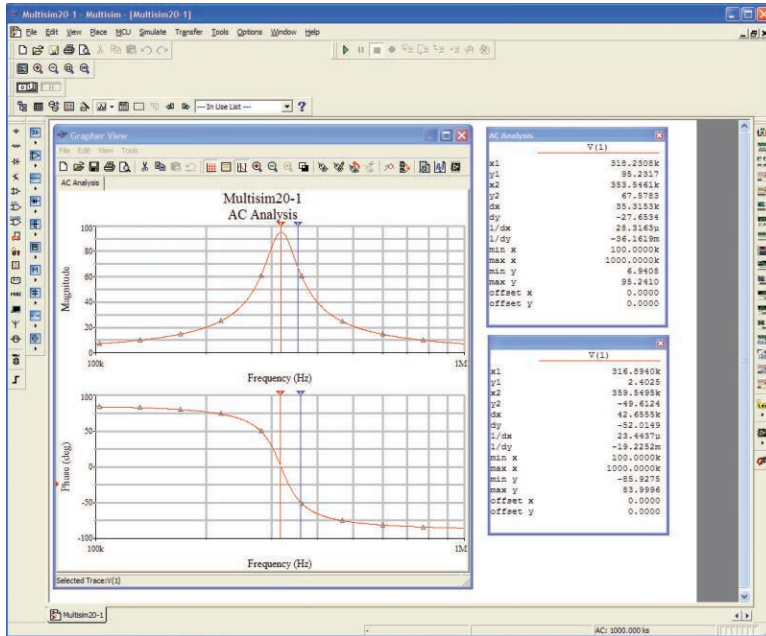 Multisim20-1 - Multisim - [Multisim20-1]
File Edit View Place MCU Simulate Transfer Tools Options Window Help
--- In Use List ---
Grapher View
File Edit View Tools
AC Analysis
Multisim20-1
AC Analysis
100
80
60
40
20
0
Magnitude
100k
1M
Frequency (Hz)
100
50
0
-50
-100
Phase (deg)
100k
1M
Frequency (Hz)
Selected Trace:V(1)
AC Analysis
V(1)
x1 318.2308k
y1 95.2317
x2 353.5461k
y2 67.5783
dx 35.3153k
dy -27.6534
1/dx 28.3163µ
1/dy -36.1619m
min x 100.0000k
max x 1000.0000k
min y 6.9408
max y 95.2410
offset x 0.0000
offset y 0.0000
V(1)
x1 316.8940k
y1 2.4025
x2 359.5495k
y2 -49.6124
dx 42.6555k
dy -52.0149
1/dx 23.4437µ
1/dy -19.2252m
min x 100.0000k
max x 1000.0000k
min y -85.9275
max y 83.9996
offset x 0.0000
offset y 0.0000
Multisim20-1
AC: 1000.000 ks